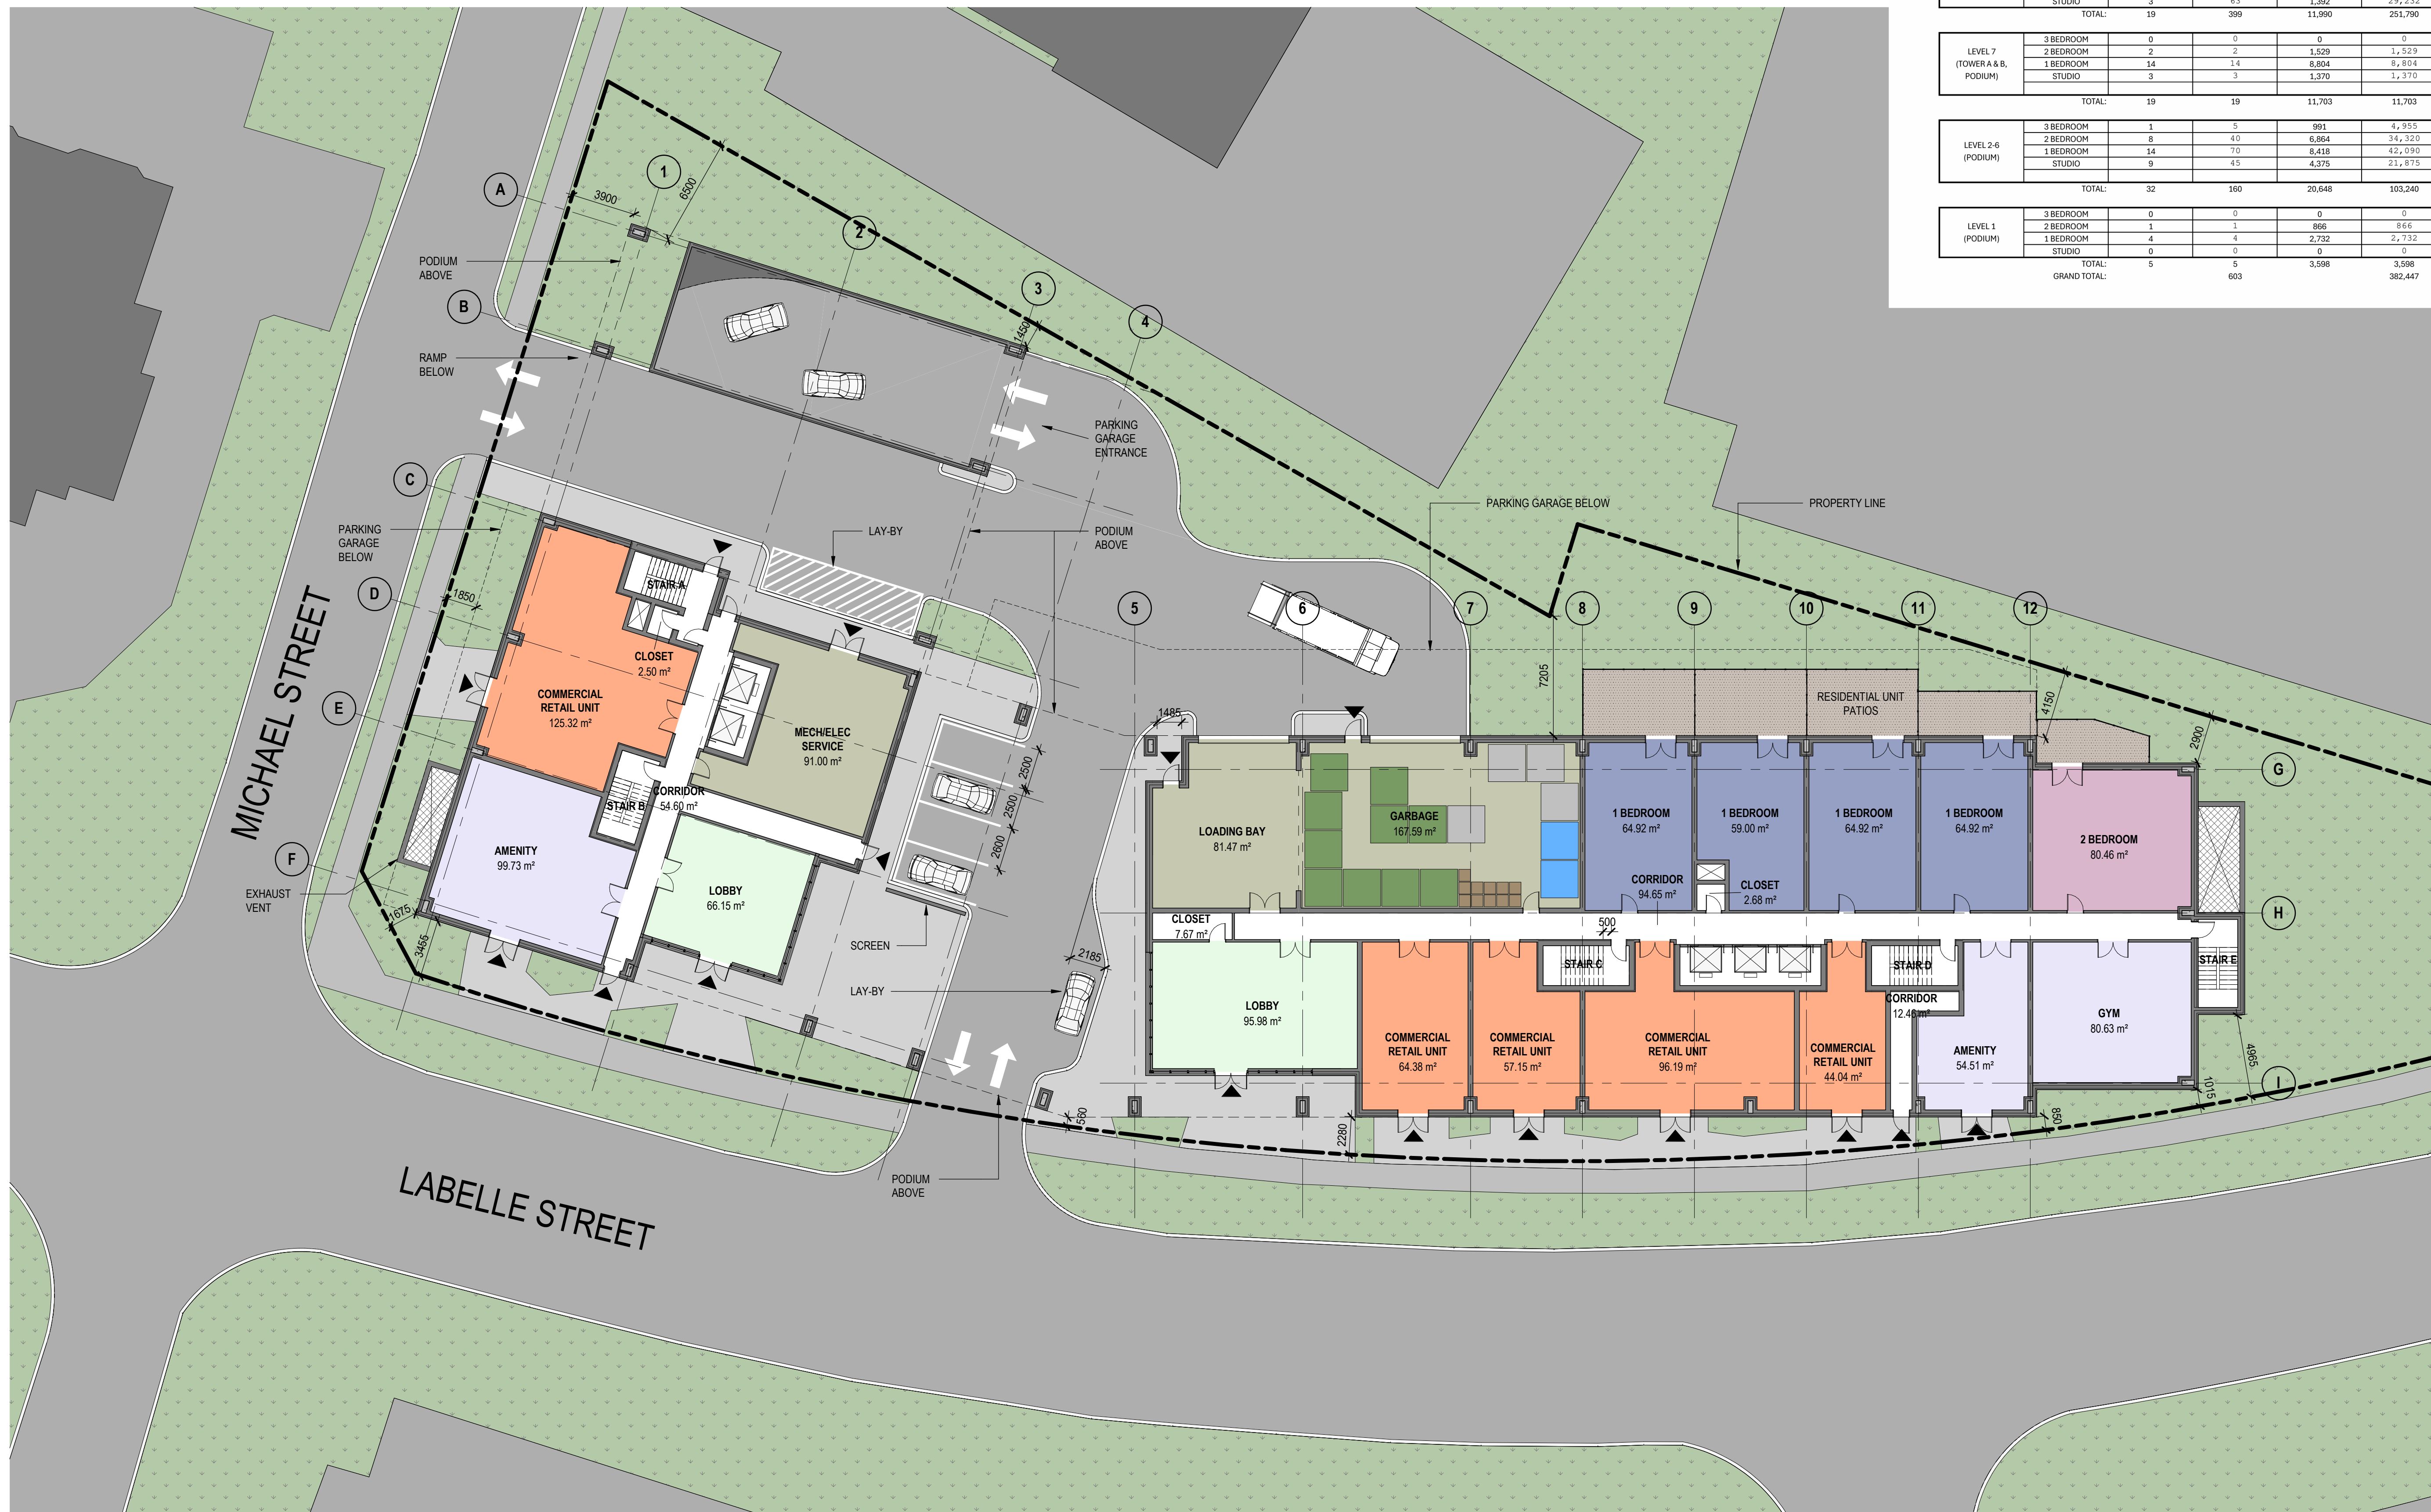 STUDIO 3 63 1,392 29,232
TOTAL: 19 399 11,990 251,790
LEVEL 7
(TOWER A & B,
PODIUM)
3 BEDROOM 0 0 0 0
2 BEDROOM 2 2 1,529 1,529
1 BEDROOM 14 14 8,804 8,804
STUDIO 3 3 1,370 1,370
TOTAL: 19 19 11,703 11,703
LEVEL 2-6
(PODIUM)
3 BEDROOM 1 5 991 4,955
2 BEDROOM 8 40 6,864 34,320
1 BEDROOM 14 70 8,418 42,090
STUDIO 9 45 4,375 21,875
TOTAL: 32 160 20,648 103,240
LEVEL 1
(PODIUM)
3 BEDROOM 0 0 0 0
2 BEDROOM 1 1 866 866
1 BEDROOM 4 4 2,732 2,732
STUDIO 0 0 0 0
TOTAL: 5 5 3,598 3,598
GRAND TOTAL: 603 382,447
1
A
3900
6500
2
PODIUM
ABOVE
3
B
4
1450
RAMP
BELOW
PARKING
GARAGE
ENTRANCE
C
PARKING GARAGE BELOW
PROPERTY LINE
PARKING
GARAGE
BELOW
LAY-BY
PODIUM
ABOVE
STAIR A
D
1850
5
6
7
8
9
10
11
12
CLOSET
2.50 m²
7205
COMMERCIAL
RETAIL UNIT
125.32 m²
E
RESIDENTIAL UNIT
PATIOS
4150
1485
MECH/ELEC
SERVICE
91.00 m²
2900
2500
G
MICHAEL STREET
CORRIDOR
54.60 m²
STAIR B
2500
LOADING BAY
81.47 m²
GARBAGE
167.59 m²
1 BEDROOM
64.92 m²
1 BEDROOM
59.00 m²
1 BEDROOM
64.92 m²
1 BEDROOM
64.92 m²
2 BEDROOM
80.46 m²
2600
AMENITY
99.73 m²
F
EXHAUST
VENT
LOBBY
66.15 m²
CORRIDOR
94.65 m²
CLOSET
2.68 m²
1675
3455
SCREEN
CLOSET
7.67 m²
500
H
2185
STAIR C
STAIR D
STAIR E
LAY-BY
LOBBY
95.98 m²
CORRIDOR
12.46 m²
GYM
80.63 m²
COMMERCIAL
RETAIL UNIT
64.38 m²
COMMERCIAL
RETAIL UNIT
57.15 m²
COMMERCIAL
RETAIL UNIT
96.19 m²
COMMERCIAL
RETAIL UNIT
44.04 m²
AMENITY
54.51 m²
4965
1015
I
560
2280
850
PODIUM
ABOVE
LABELLE STREET